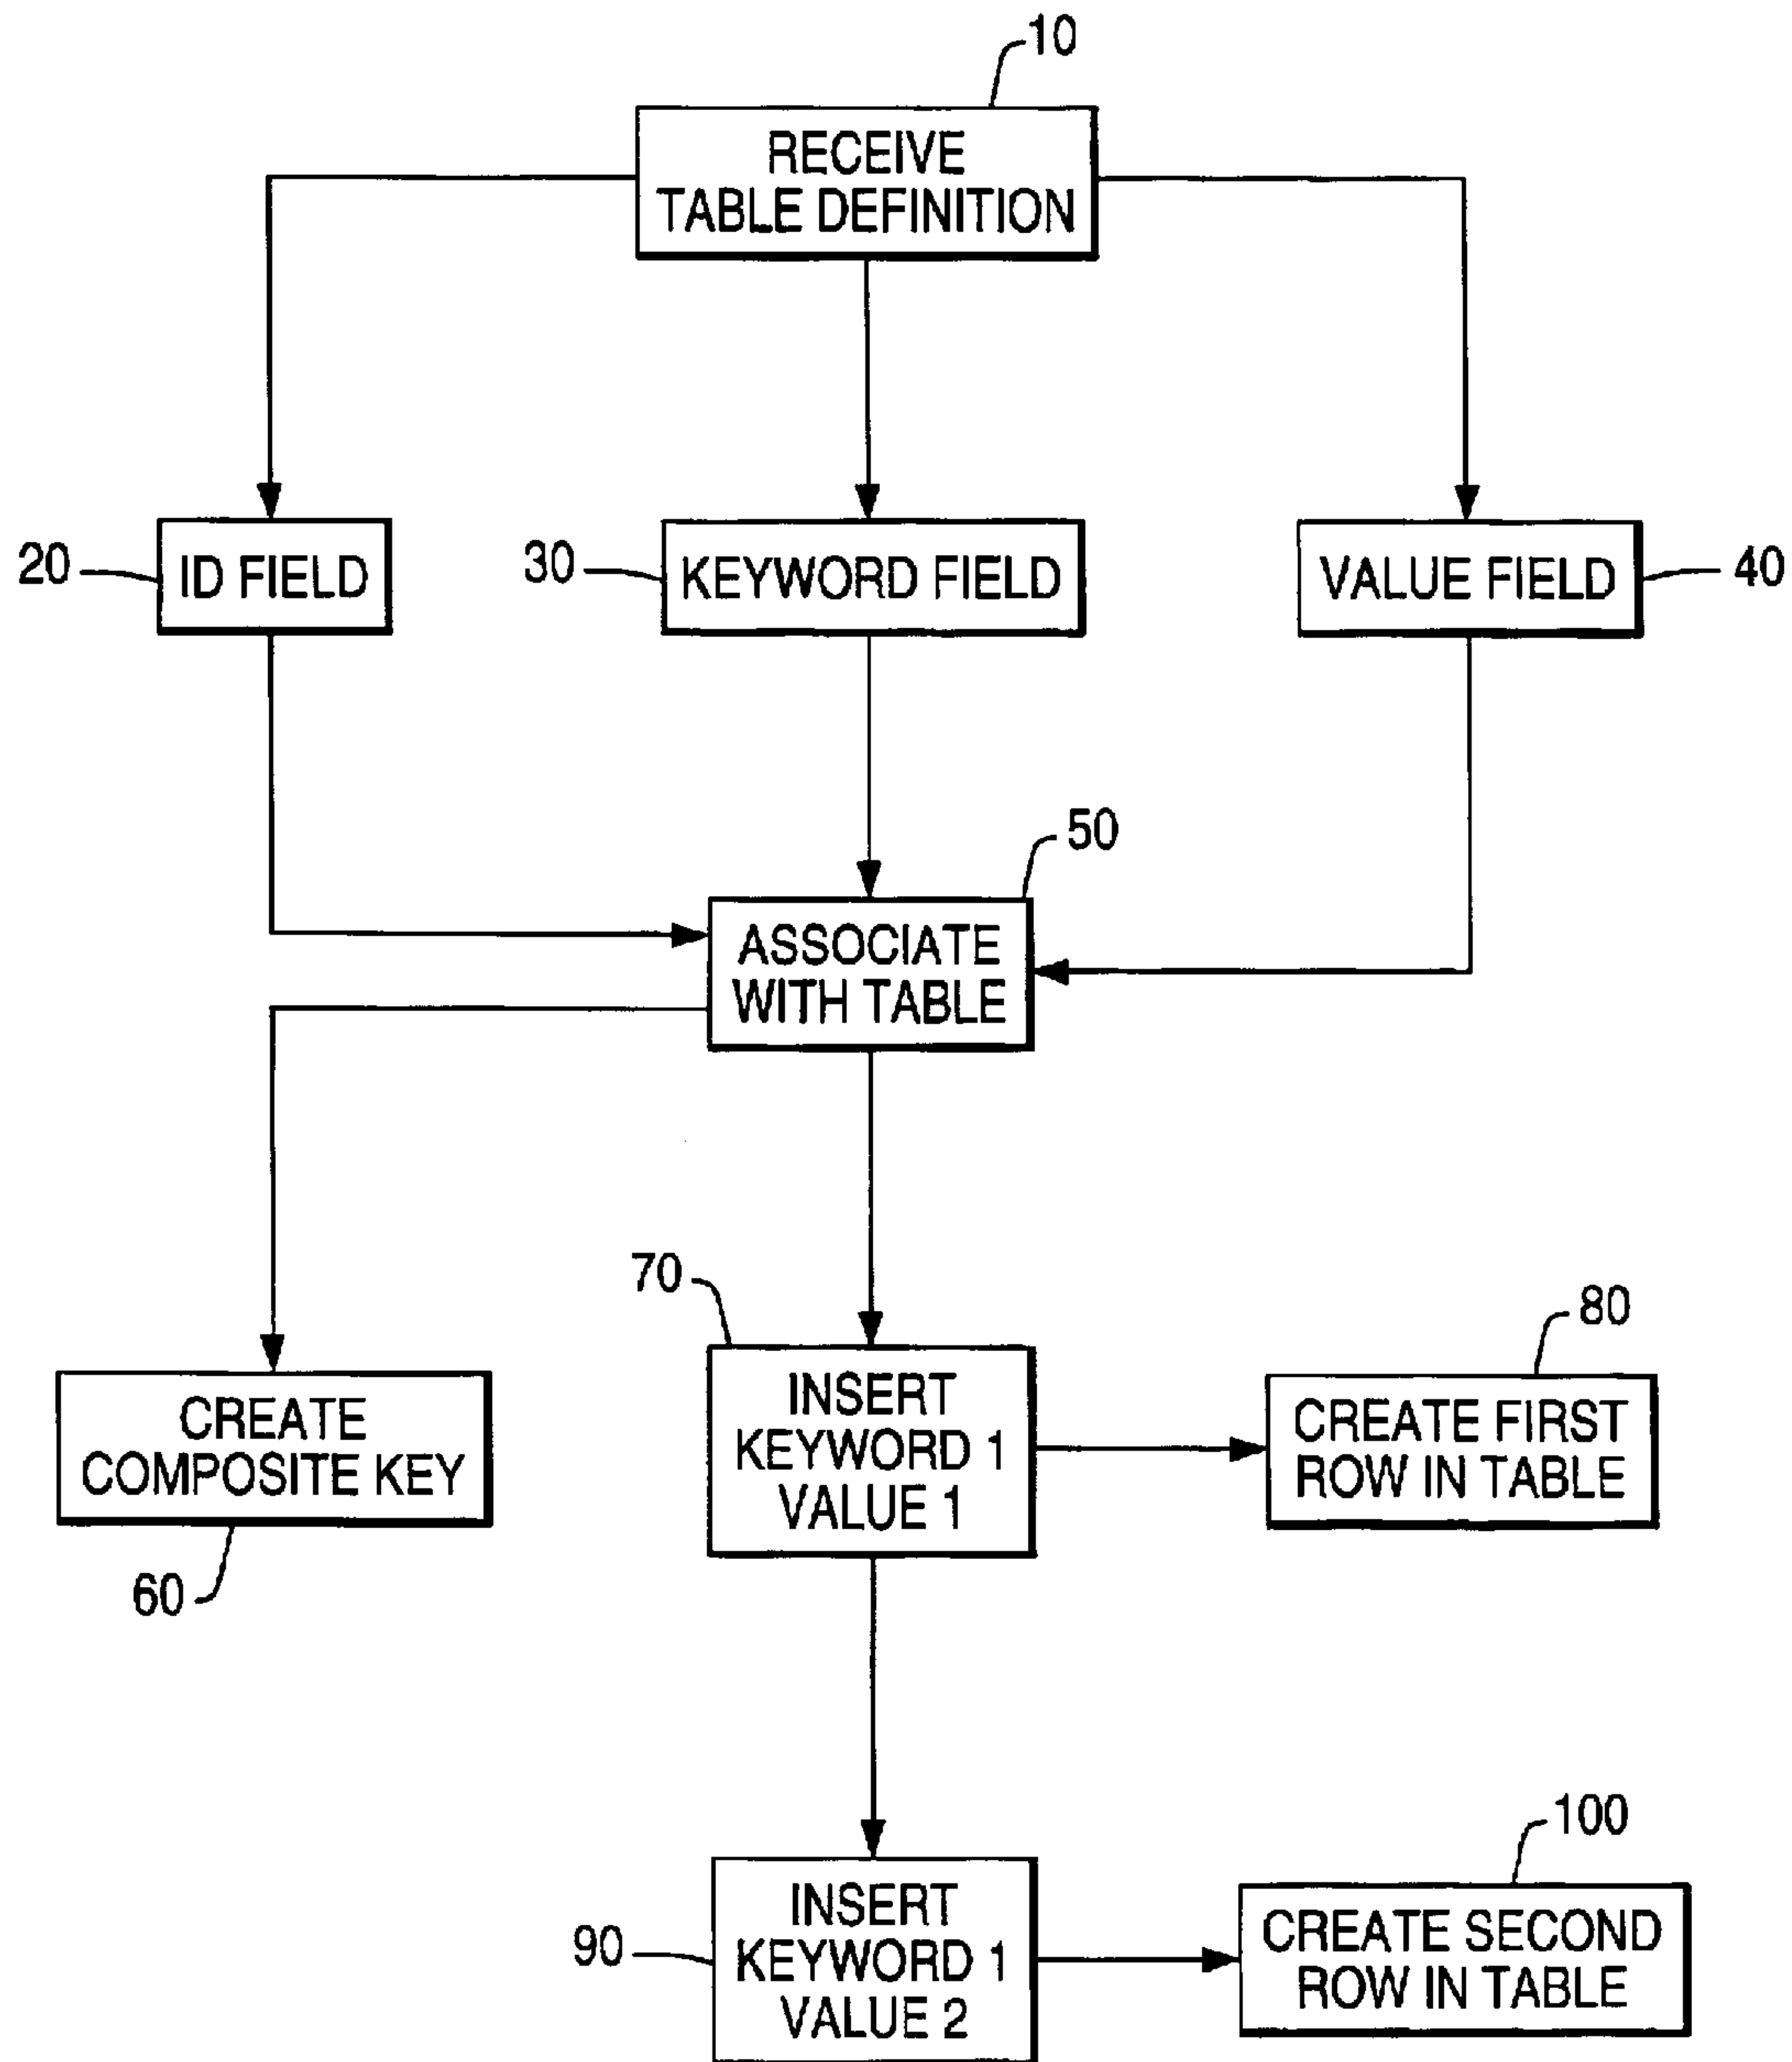 10
RECEIVE
TABLE DEFINITION
20
ID FIELD
30
KEYWORD FIELD
VALUE FIELD
40
50
ASSOCIATE
WITH TABLE
60
CREATE
COMPOSITE KEY
70
INSERT
KEYWORD 1
VALUE 1
80
CREATE FIRST
ROW IN TABLE
90
INSERT
KEYWORD 1
VALUE 2
100
CREATE SECOND
ROW IN TABLE